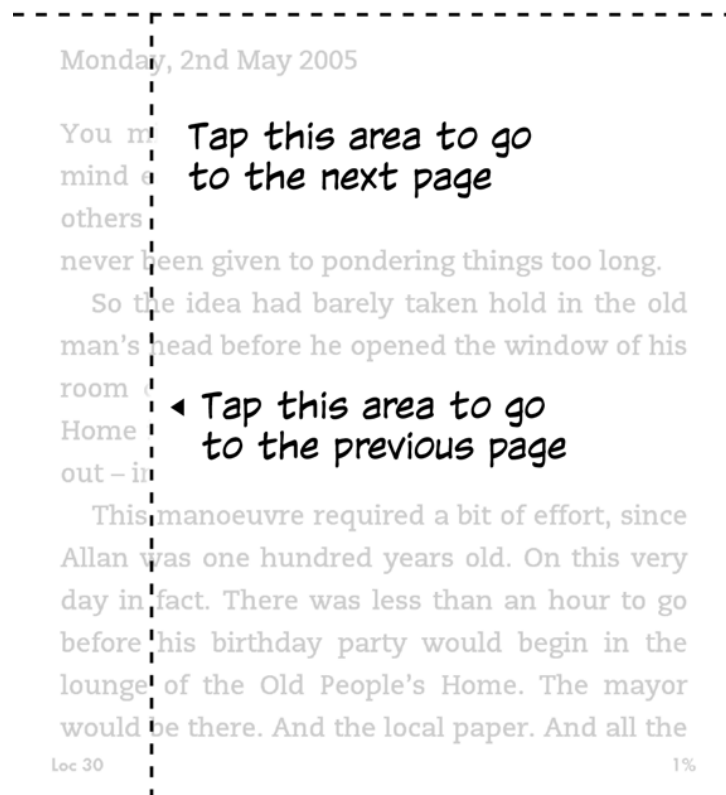 Monday, 2nd May 2005
You m
Tap this area to go
mind
to the next page
others
never been given to pondering things too long.
So the idea had barely taken hold in the old
man's head before he opened the window of his
room
Tap this area to go
Home
to the previous page
out – in
This manoeuvre required a bit of effort, since
Allan was one hundred years old. On this very
day in fact. There was less than an hour to go
before his birthday party would begin in the
lounge of the Old People's Home. The mayor
would be there. And the local paper. And all the
Loc 30 1%